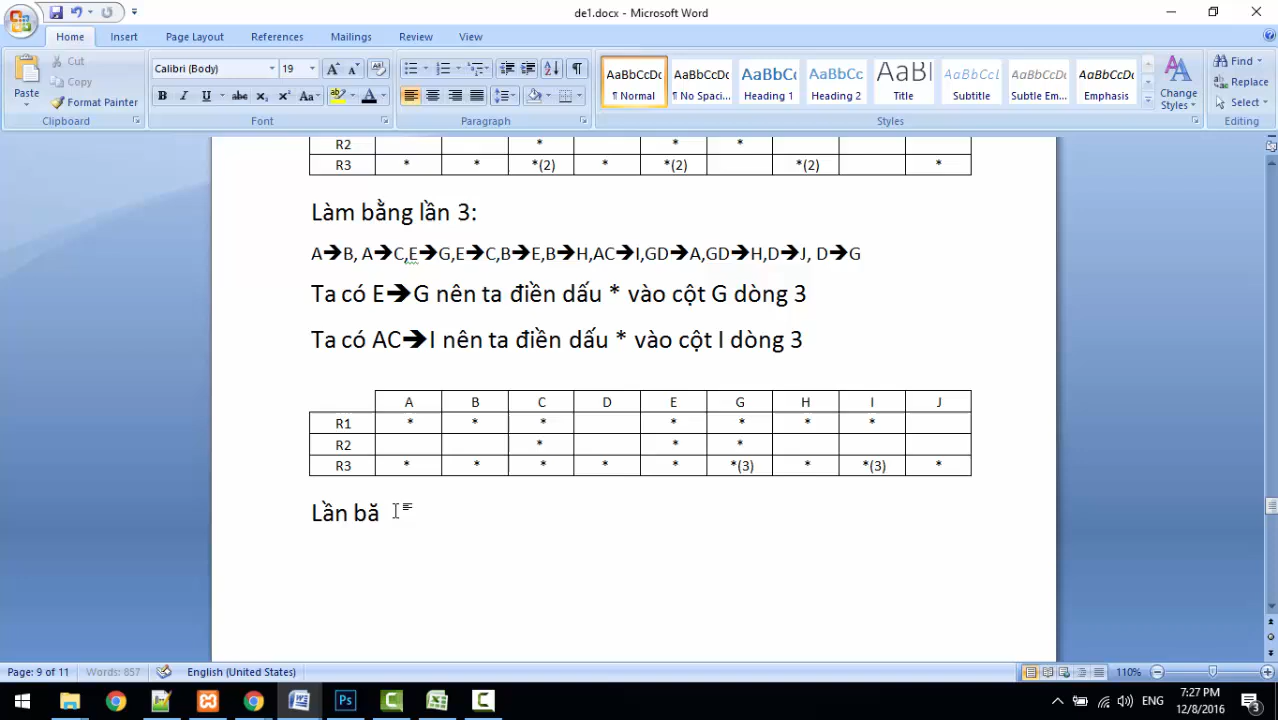 de1.docx - Microsoft Word
Home Insert Page Layout References Mailings Review View
Paste
Cut
Copy
Format Painter
Clipboard
Calibri (Body) 19
Font
Paragraph
AaBbCcDc AaBbCcDc AaBbCc AaBbCc AaBl AaBbCcL AaBbCcDc AaBbCcDc
¶ Normal ¶ No Spaci... Heading 1 Heading 2 Title Subtitle Subtle Em... Emphasis
Change Styles
Styles
Find
Replace
Select
Editing
R2 * * *
R3 * * *(2) * *(2) *(2) *
Làm bằng lần 3:
A➔B, A➔C,E➔G,E➔C,B➔E,B➔H,AC➔I,GD➔A,GD➔H,D➔J, D➔G
Ta có E➔G nên ta điền dấu * vào cột G dòng 3
Ta có AC➔I nên ta điền dấu * vào cột I dòng 3
A B C D E G H I J
R1 * * * * * * *
R2 * * *
R3 * * * * * *(3) * *(3) *
Lần bă
Page: 9 of 11 Words: 857 English (United States) 110%
ENG 7:27 PM
12/8/2016 3